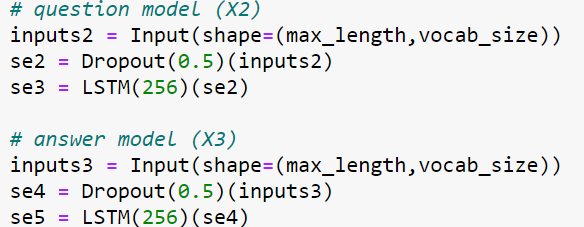 # question model (X2)
inputs2 = Input(shape=(max_length,vocab_size))
se2 = Dropout(0.5)(inputs2)
se3 = LSTM(256)(se2)
# answer model (X3)
inputs3 = Input(shape=(max_length,vocab_size))
se4 = Dropout(0.5)(inputs3)
se5 = LSTM(256)(se4)